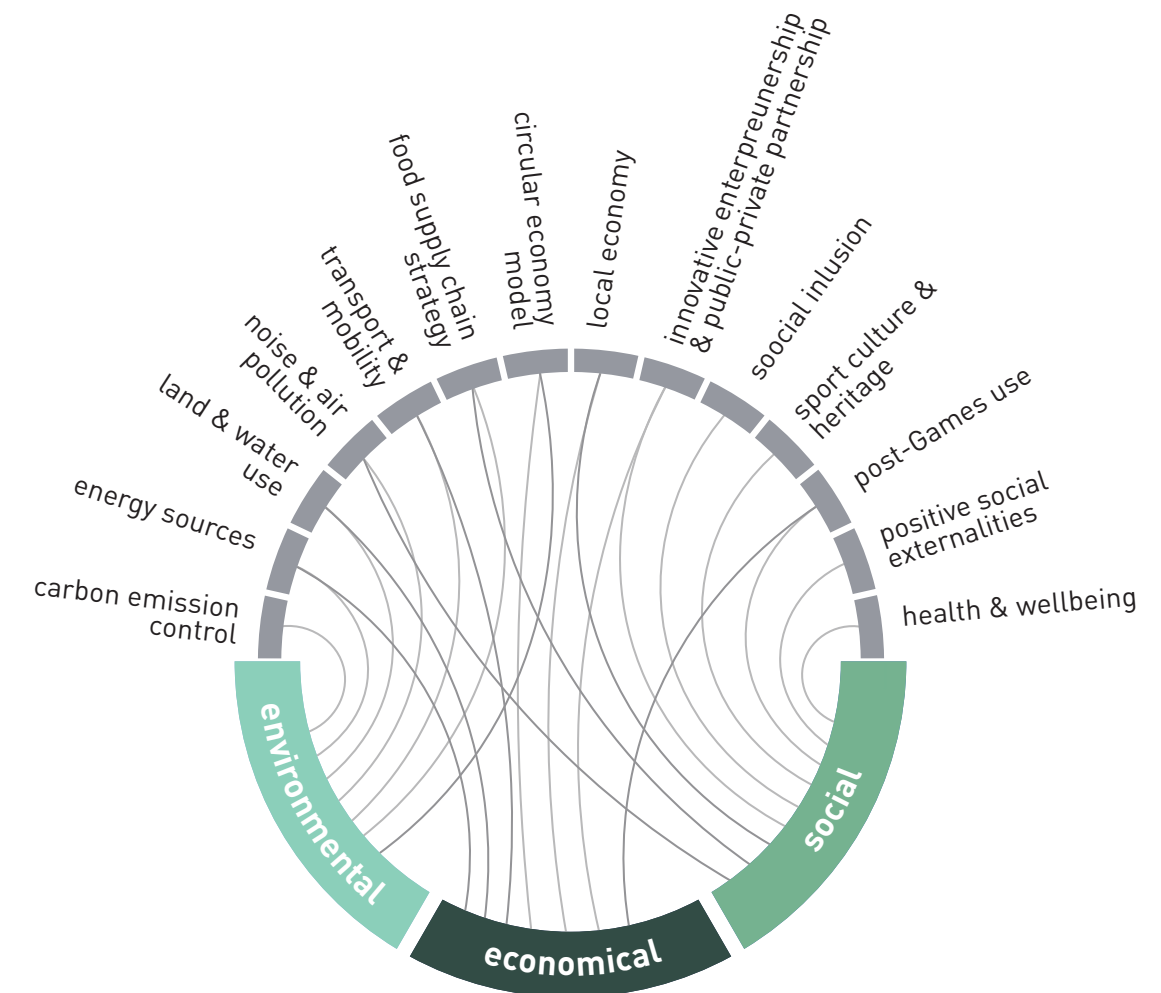 carbon emission
control
energy sources
land & water
use
noise & air
pollution
transport &
mobility
food supply chain
strategy
circular economy
model
local economy
innovative enterpreunership
& public-private partnership
soocial inlusion
sport culture &
heritage
post-Games use
positive social
externalities
health & wellbeing
environmental
economical
social